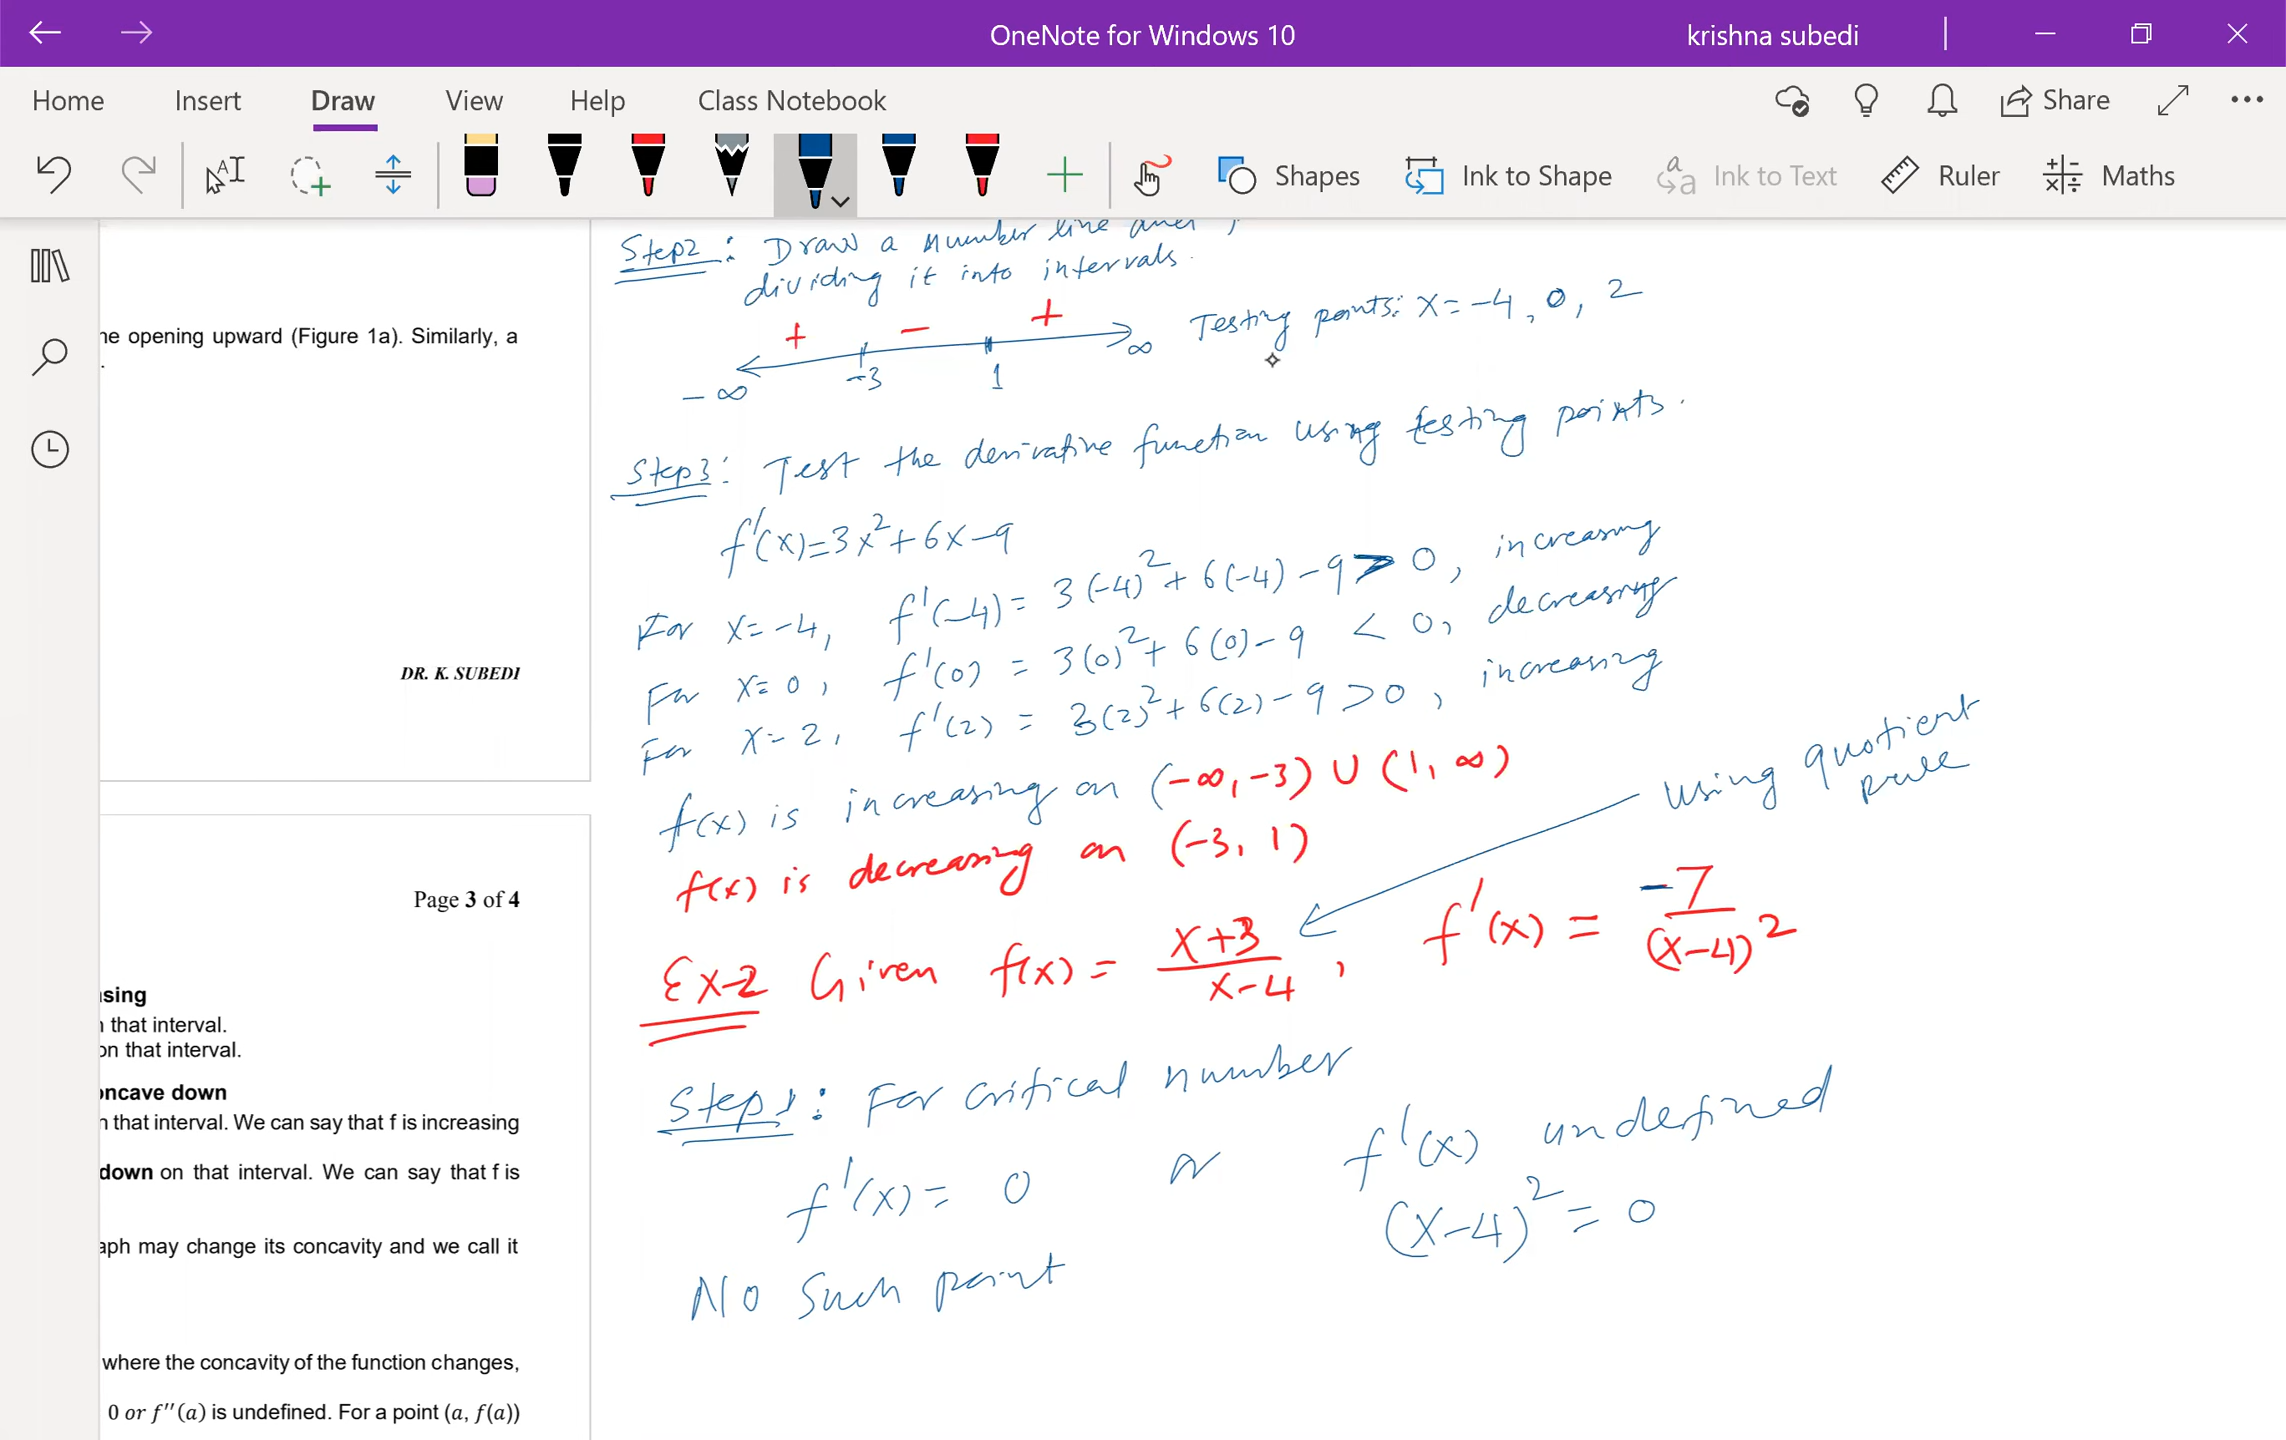 OneNote for Windows 10
krishna subedi
Home Insert Draw View Help Class Notebook
Share
Shapes Ink to Shape Ink to Text Ruler Maths
Step2 : Draw a number line and
dividing it into intervals.
+ − +
−∞ −3 1 ∞
Testing points: x = −4, 0, 2
Step3: Test the derivative function using testing points.
f'(x) = 3x² + 6x − 9
For x = −4, f'(−4) = 3(−4)² + 6(−4) − 9 > 0, increasing
For x = 0, f'(0) = 3(0)² + 6(0) − 9 < 0, decreasing
For x = 2, f'(2) = 3(2)² + 6(2) − 9 > 0, increasing
f(x) is increasing on (−∞, −3) ∪ (1, ∞)
f(x) is decreasing on (−3, 1)
using quotient
rule
Ex-2 Given f(x) = (x+3)/(x−4), f'(x) = −7/(x−4)²
Step1: For critical number
f'(x) = 0 or f'(x) undefined
(x−4)² = 0
No such point
ne opening upward (Figure 1a). Similarly, a
.
DR. K. SUBEDI
Page 3 of 4
sing
that interval.
on that interval.
oncave down
that interval. We can say that f is increasing
down on that interval. We can say that f is
aph may change its concavity and we call it
where the concavity of the function changes,
0 or f''(a) is undefined. For a point (a, f(a))